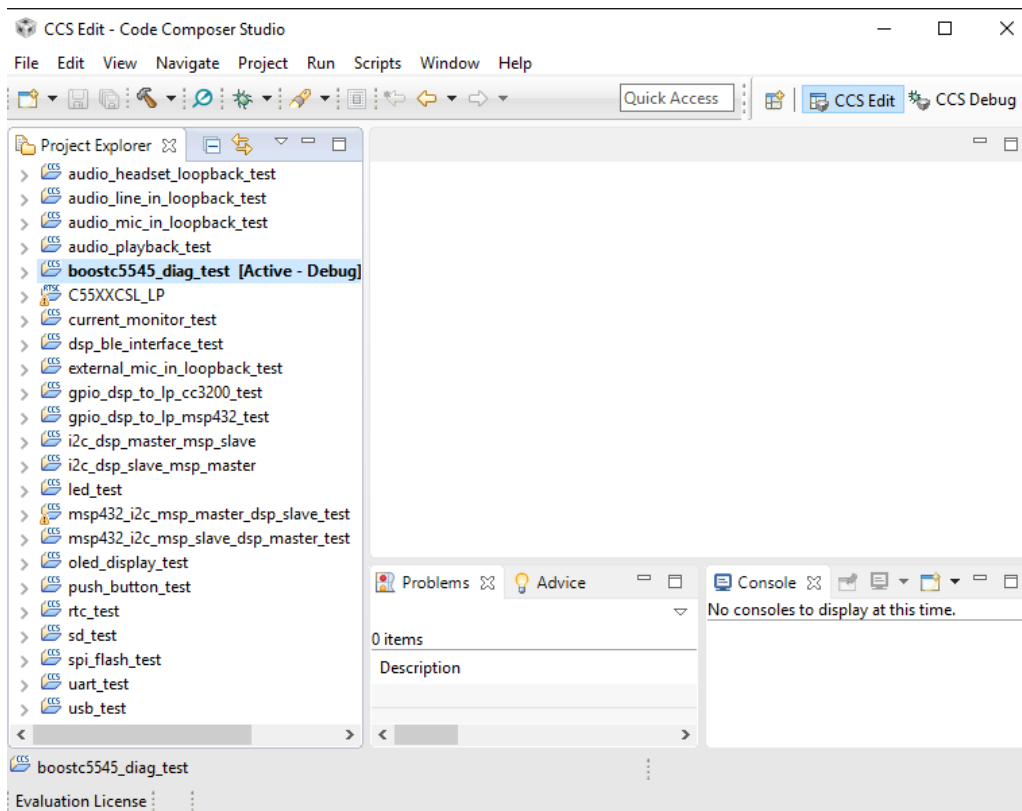 CCS Edit - Code Composer Studio
File Edit View Navigate Project Run Scripts Window Help
Quick Access CCS Edit CCS Debug
Project Explorer
audio_headset_loopback_test
audio_line_in_loopback_test
audio_mic_in_loopback_test
audio_playback_test
boostc5545_diag_test [Active - Debug]
C55XXCSL_LP
current_monitor_test
dsp_ble_interface_test
external_mic_in_loopback_test
gpio_dsp_to_lp_cc3200_test
gpio_dsp_to_lp_msp432_test
i2c_dsp_master_msp_slave
i2c_dsp_slave_msp_master
led_test
msp432_i2c_msp_master_dsp_slave_test
msp432_i2c_msp_slave_dsp_master_test
oled_display_test
push_button_test
rtc_test
sd_test
spi_flash_test
uart_test
usb_test
Problems Advice
0 items
Description
Console
No consoles to display at this time.
boostc5545_diag_test
Evaluation License